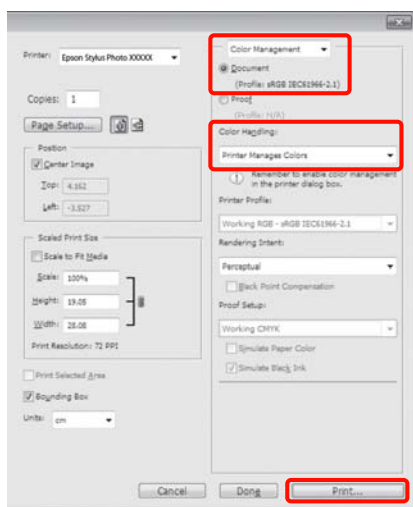 Printer: Epson Stylus Photo XXXXX
Copies: 1
Page Setup...
Position
Center Image
Top: 4.162
Left: -3.527
Scaled Print Size
Scale to Fit Media
Scale: 100%
Height: 19.05
Width: 28.08
Print Resolution: 72 PPI
Print Selected Area
Bounding Box
Units: cm
Color Management
Document
(Profile: sRGB IEC61966-2.1)
Proof
(Profile: N/A)
Color Handling:
Printer Manages Colors
Remember to enable color management
in the printer dialog box.
Printer Profile:
Working RGB - sRGB IEC61966-2.1
Rendering Intent:
Perceptual
Black Point Compensation
Proof Setup:
Working CMYK
Simulate Paper Color
Simulate Black Ink
Cancel
Done
Print...